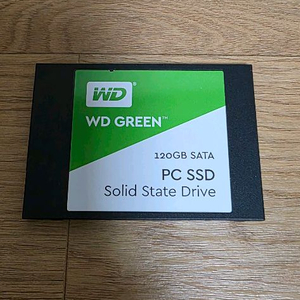 WD
WD GREEN™
120GB SATA
PC SSD
Solid State Drive